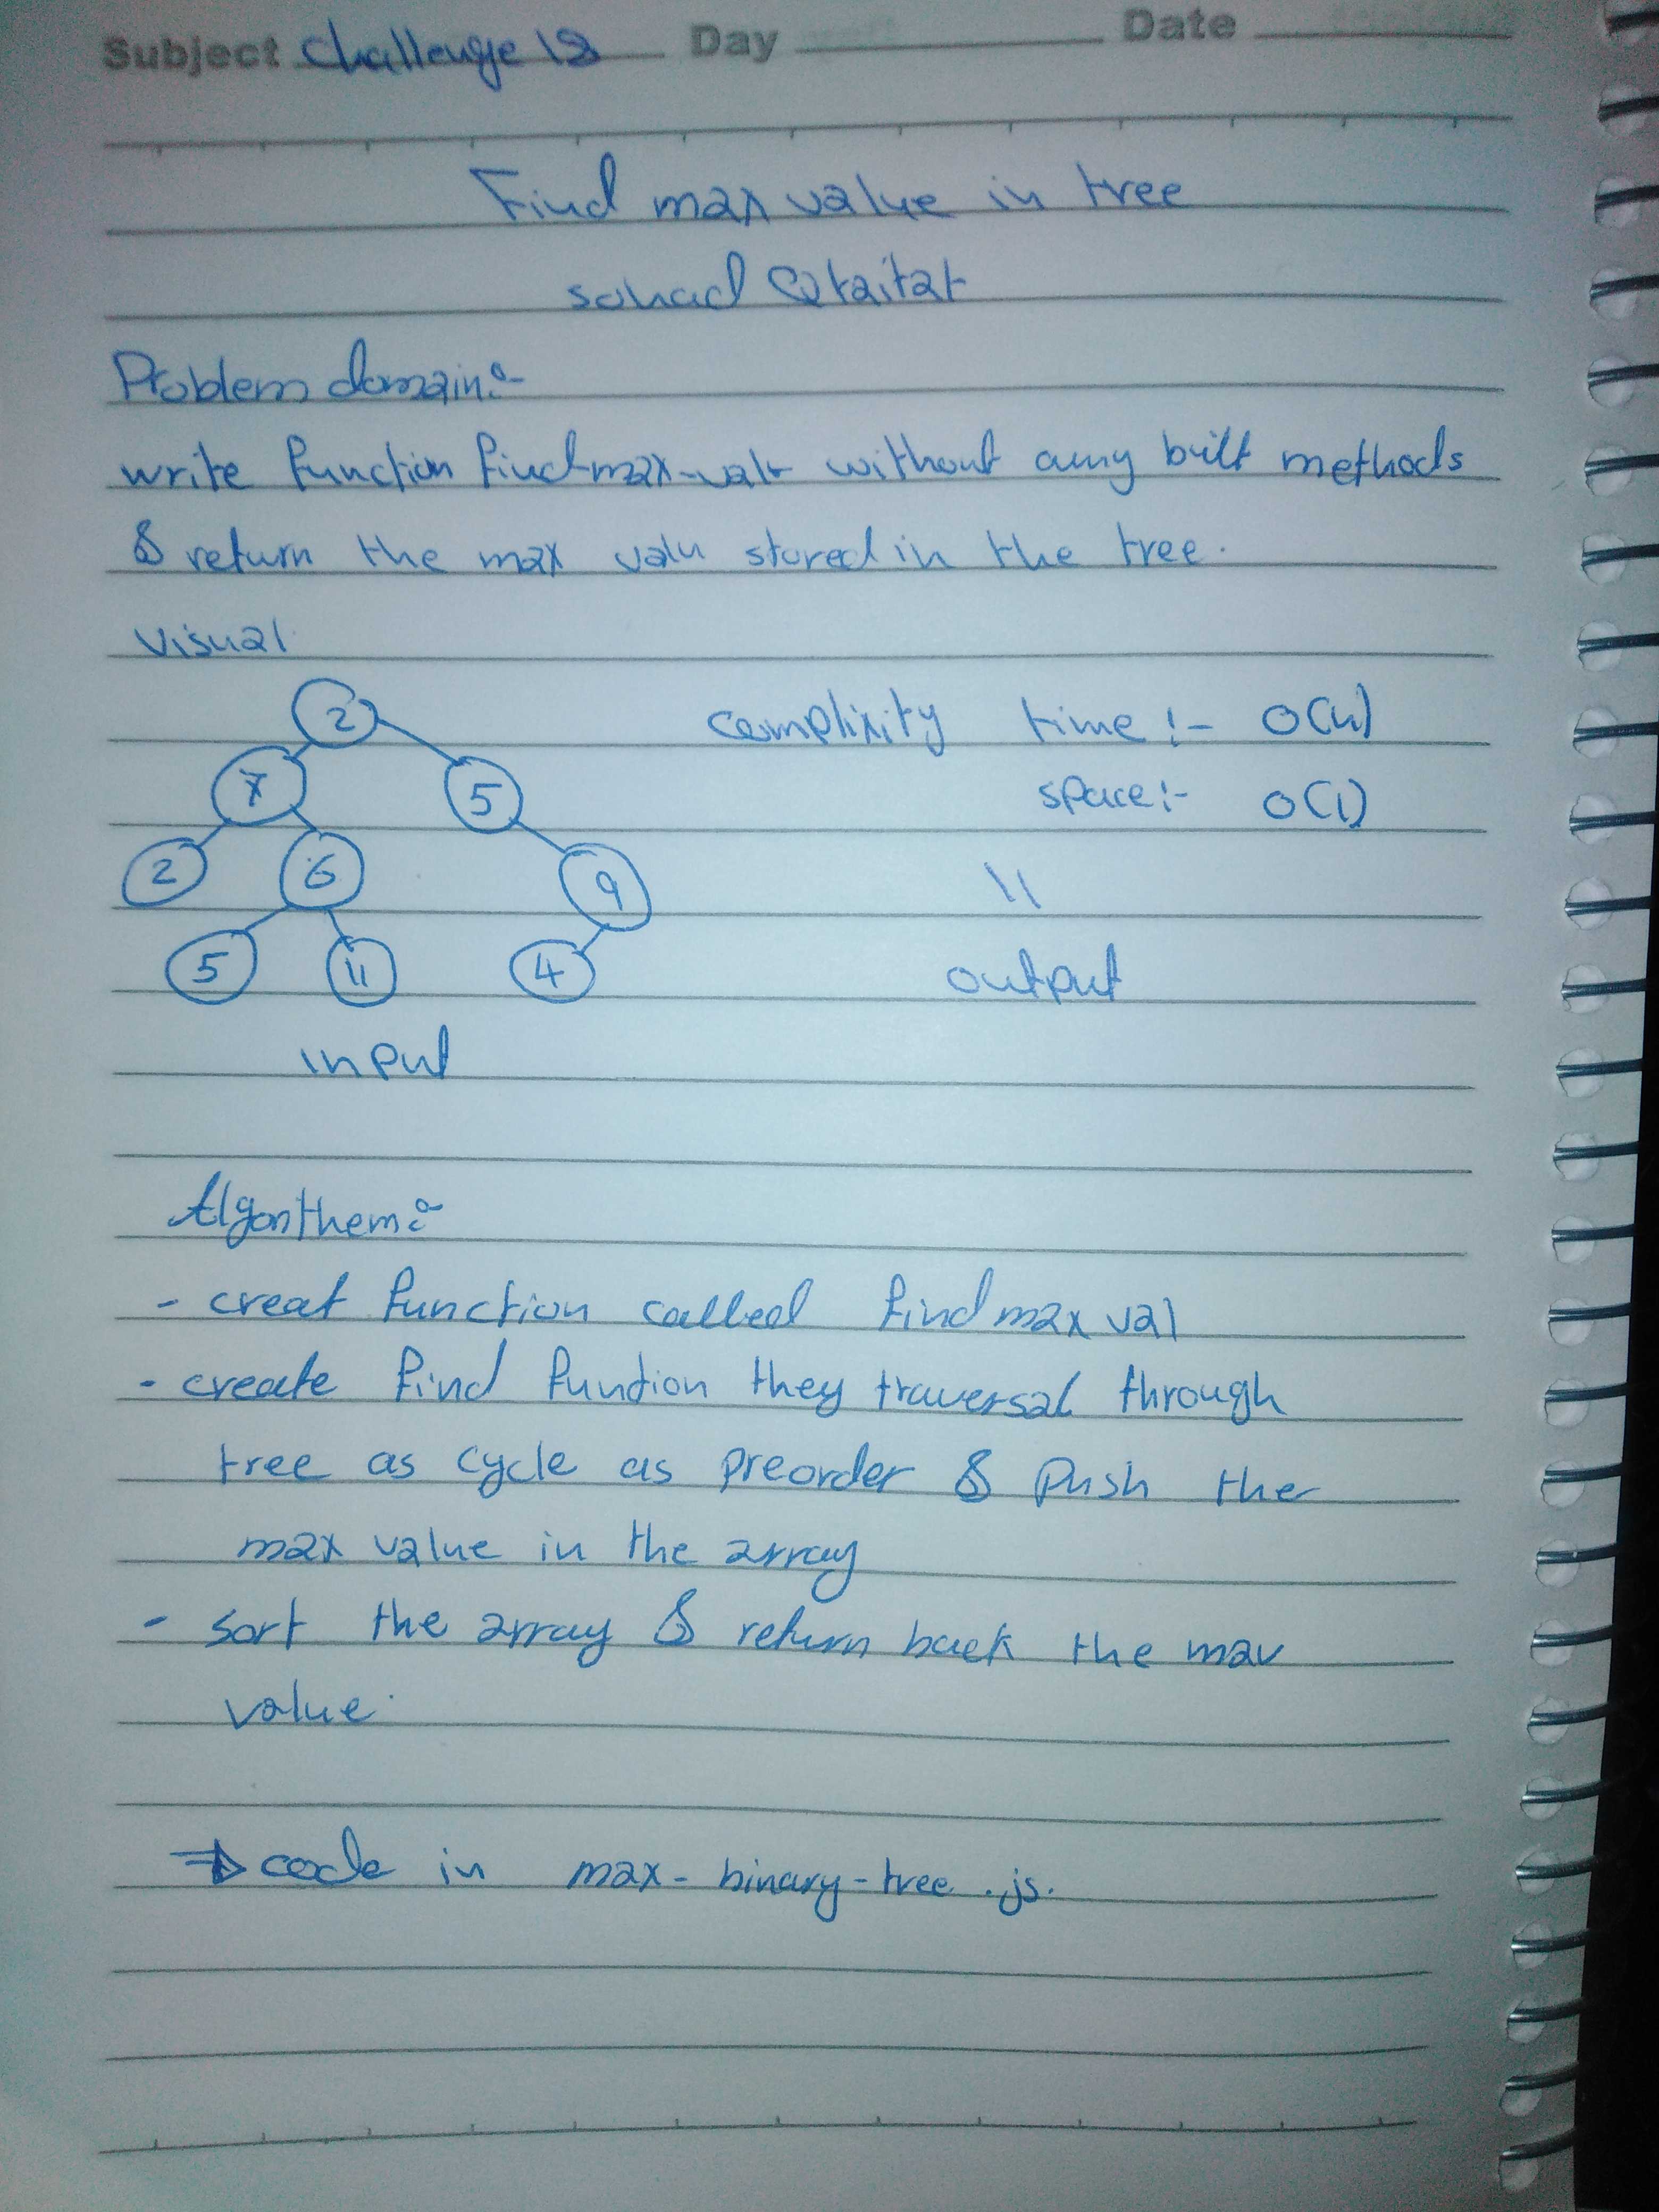 Subject Challenge 18 Day Date
Find max value in tree
sohad Qtaitat
Problem domain:-
write function find-max-valu without any bilt methods
& return the max valu stored in the tree.
Visual
complixity time :- O(n)
space :- O(1)
2
7 5
2 6 9
5 11 4
11
output
input
Algorithem:-
- creat function called find max val
- create find funtion they traversal through
tree as cycle as preorder & push the
max value in the array
- sort the array & return back the max
value.
⇒ code in max-binary-tree.js.